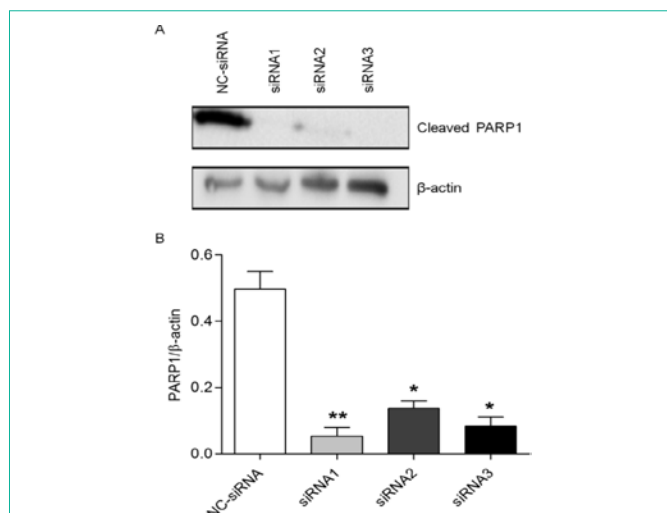 A
NC-siRNA
siRNA1
siRNA2
siRNA3
Cleaved PARP1
β-actin
B
PARP1/β-actin
0.6
0.4
0.2
0.0
**
*
*
NC-siRNA
siRNA1
siRNA2
siRNA3